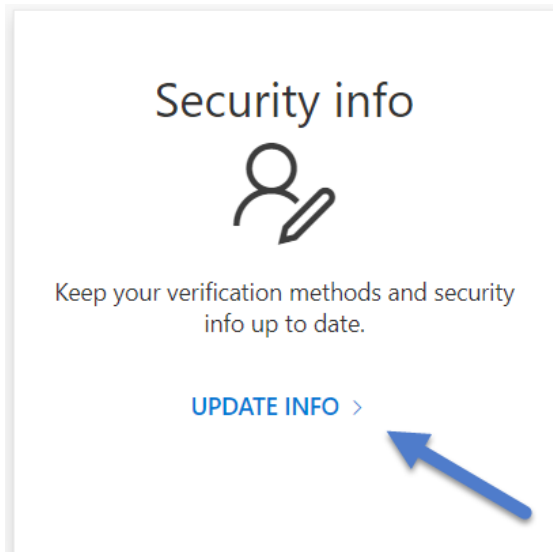 Security info
Keep your verification methods and security
info up to date.
UPDATE INFO >